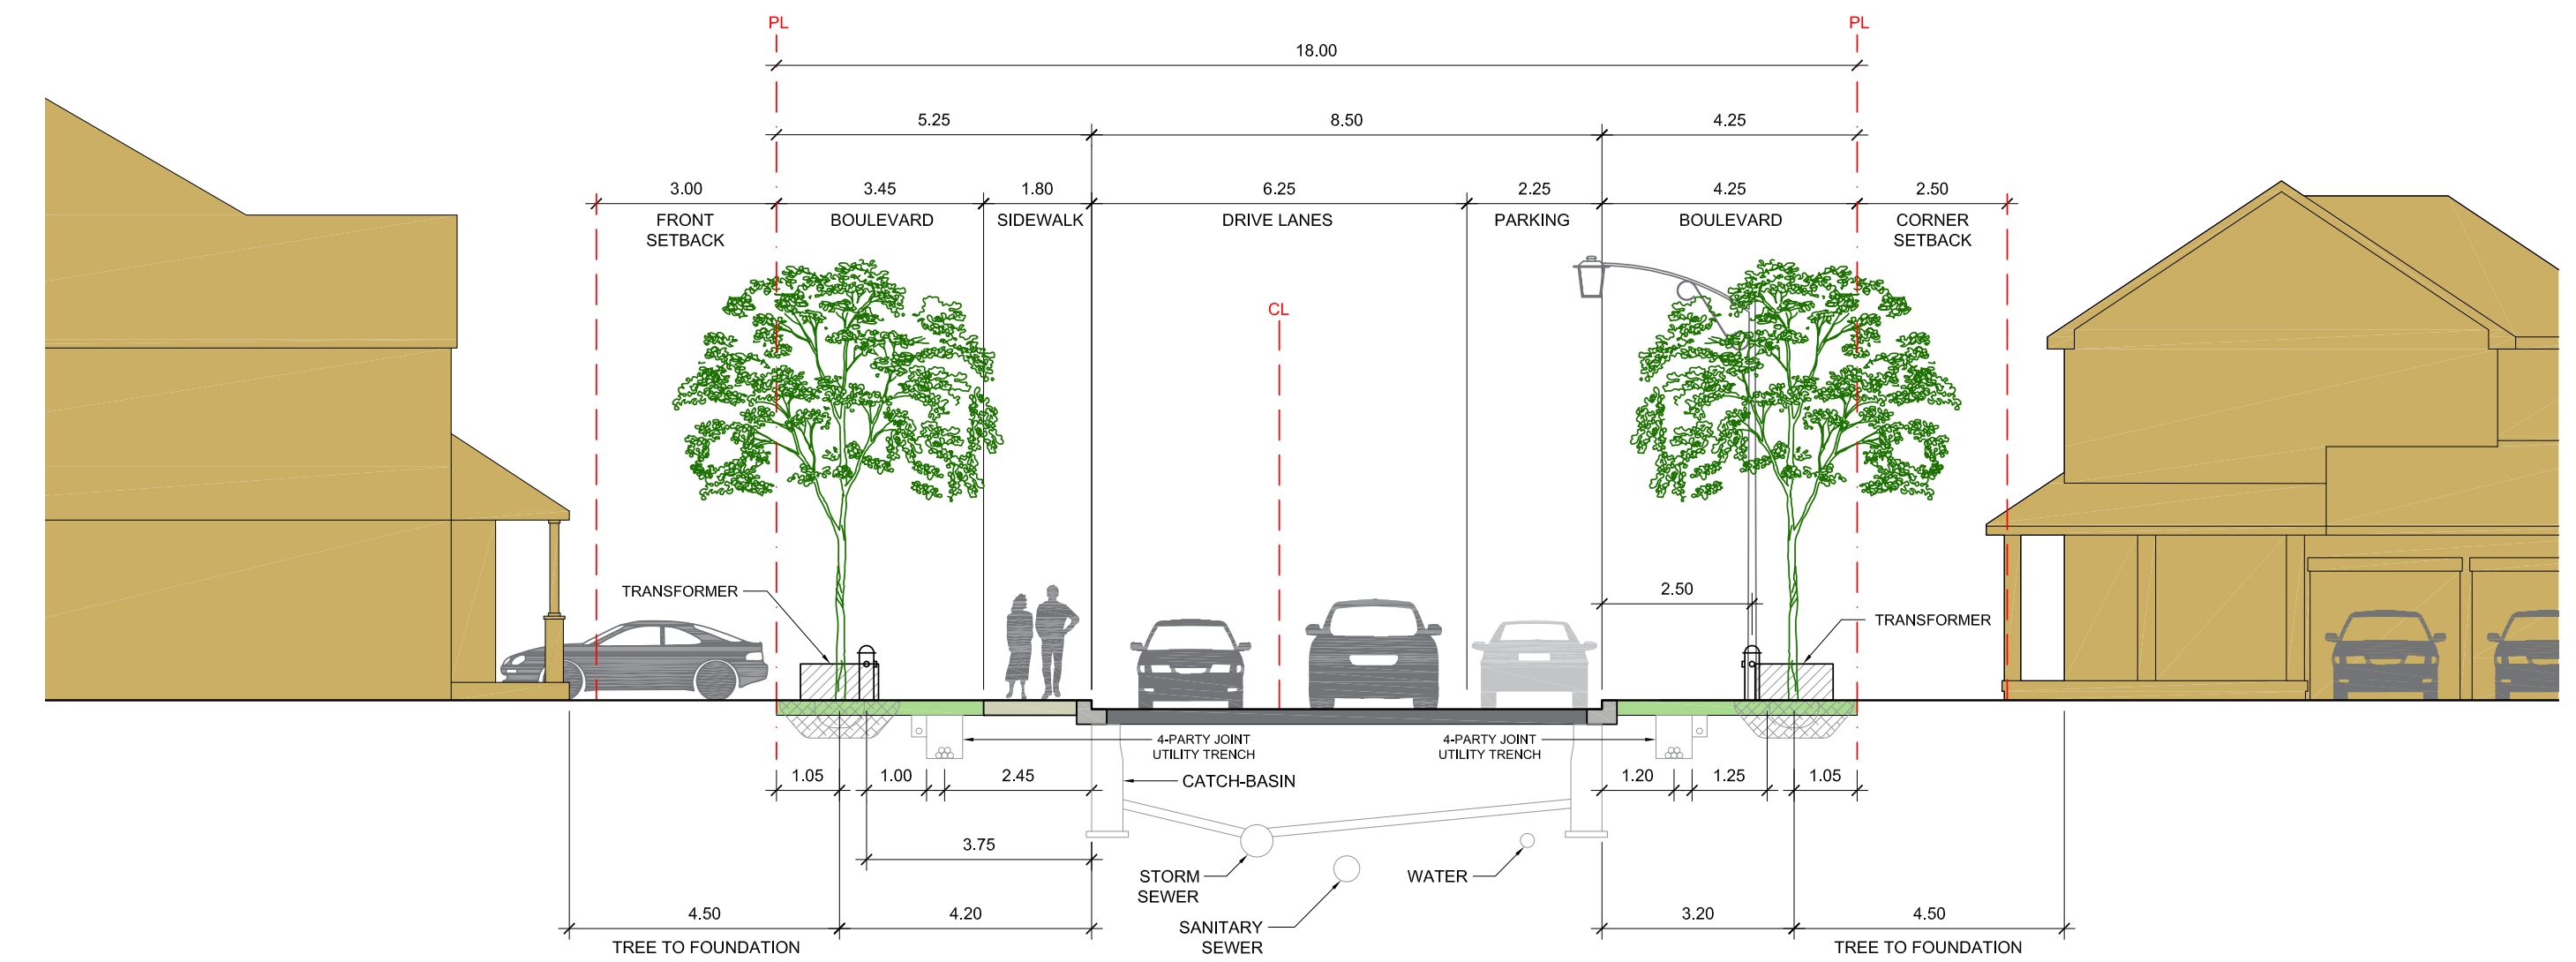 PL
PL
18.00
5.25
8.50
4.25
3.00
3.45
1.80
6.25
2.25
4.25
2.50
FRONT
SETBACK
BOULEVARD
SIDEWALK
DRIVE LANES
PARKING
BOULEVARD
CORNER
SETBACK
CL
TRANSFORMER
2.50
TRANSFORMER
4-PARTY JOINT
UTILITY TRENCH
4-PARTY JOINT
UTILITY TRENCH
1.05
1.00
2.45
CATCH-BASIN
1.20
1.25
1.05
3.75
STORM
SEWER
WATER
SANITARY
SEWER
4.50
4.20
3.20
4.50
TREE TO FOUNDATION
TREE TO FOUNDATION